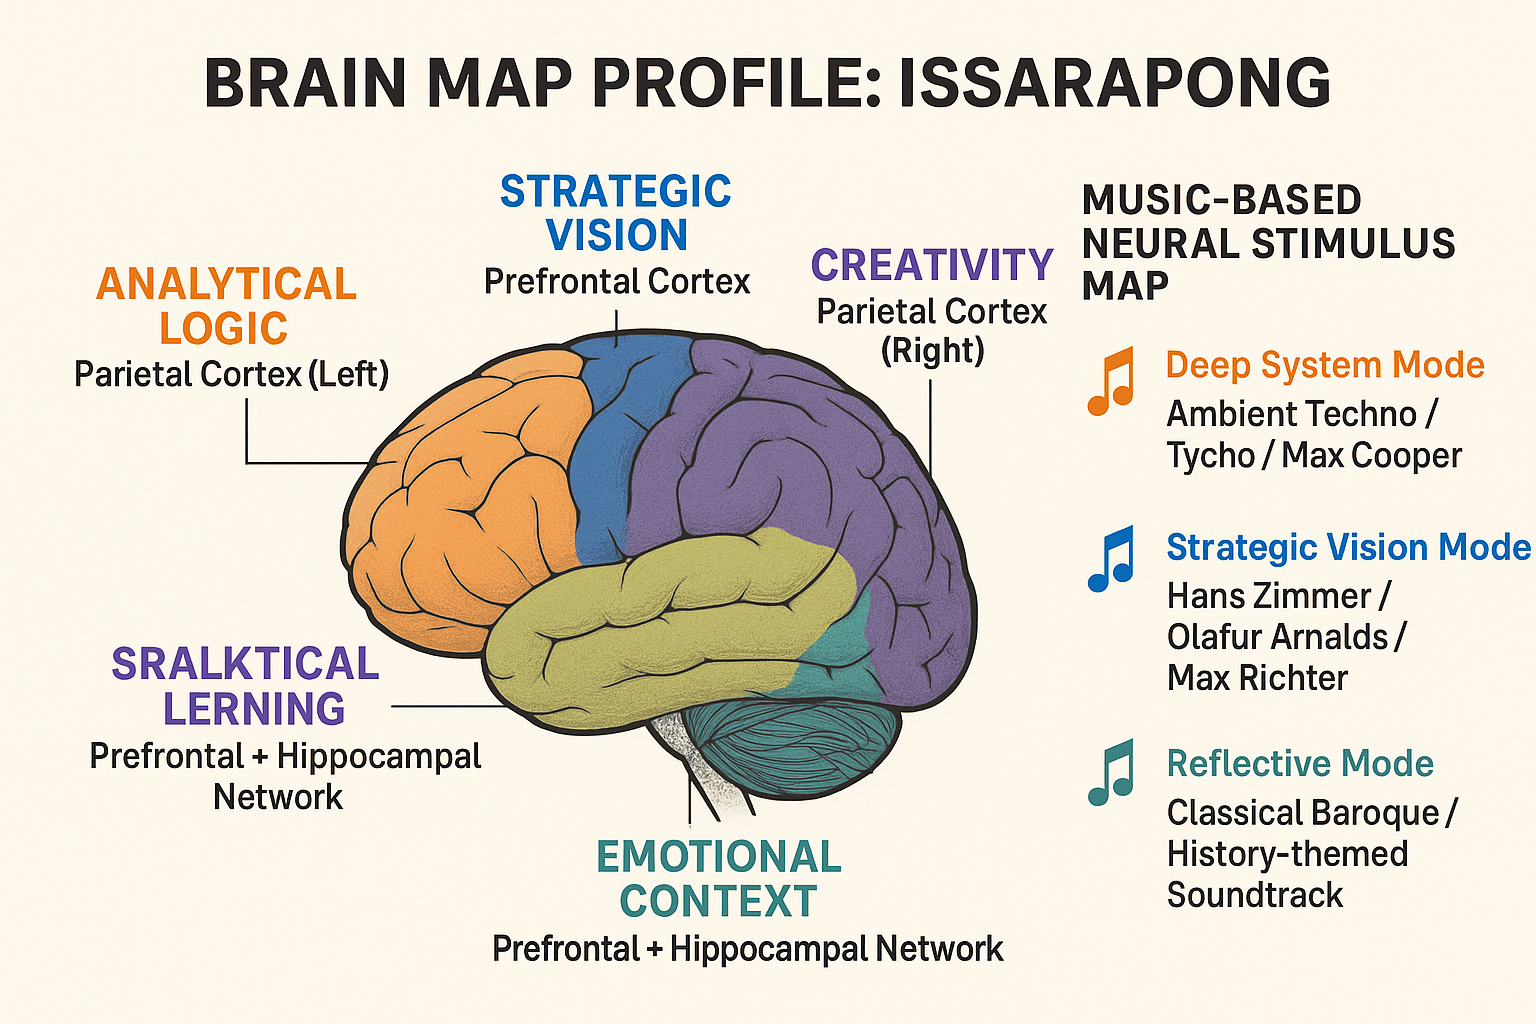 BRAIN MAP PROFILE: ISSARAPONG
STRATEGIC
VISION
Prefrontal Cortex
ANALYTICAL
LOGIC
Parietal Cortex (Left)
CREATIVITY
Parietal Cortex
(Right)
SRALKTICAL
LERNING
Prefrontal + Hippocampal
Network
EMOTIONAL
CONTEXT
Prefrontal + Hippocampal Network
MUSIC-BASED
NEURAL STIMULUS
MAP
Deep System Mode
Ambient Techno /
Tycho / Max Cooper
Strategic Vision Mode
Hans Zimmer /
Olafur Arnalds /
Max Richter
Reflective Mode
Classical Baroque /
History-themed
Soundtrack